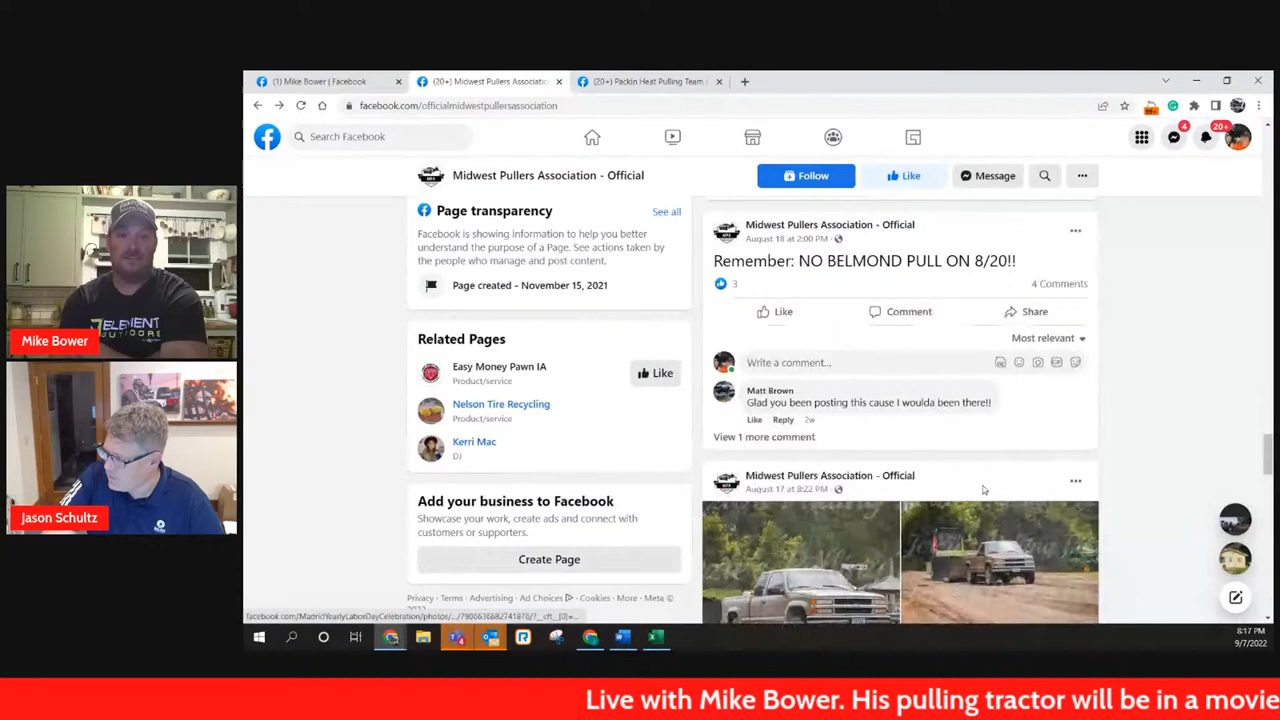 (1) Mike Bower | Facebook
(20+) Midwest Pullers Associatio
(20+) Packin Heat Pulling Team |
facebook.com/officialmidwestpullersassociation
Search Facebook
4
20+
Midwest Pullers Association - Official
Follow
Like
Message
Page transparency
See all
Facebook is showing information to help you better
understand the purpose of a Page. See actions taken
by the people who manage and post content.
Page created - November 15, 2021
Related Pages
Easy Money Pawn IA
Product/service
Like
Nelson Tire Recycling
Product/service
Kerri Mac
DJ
Add your business to Facebook
Showcase your work, create ads and connect with
customers or supporters.
Create Page
Privacy · Terms · Advertising · Ad Choices · Cookies · More · Meta ©
Midwest Pullers Association - Official
August 18 at 2:00 PM ·
Remember: NO BELMOND PULL ON 8/20!!
3
4 Comments
Like
Comment
Share
Most relevant
Write a comment...
Matt Brown
Glad you been posting this cause I woulda been there!!
Like Reply 2w
View 1 more comment
Midwest Pullers Association - Official
August 17 at 8:22 PM ·
ELEMENT
OUTDOORS
Mike Bower
Jason Schultz
8:17 PM
9/7/2022
Live with Mike Bower. His pulling tractor will be in a movie